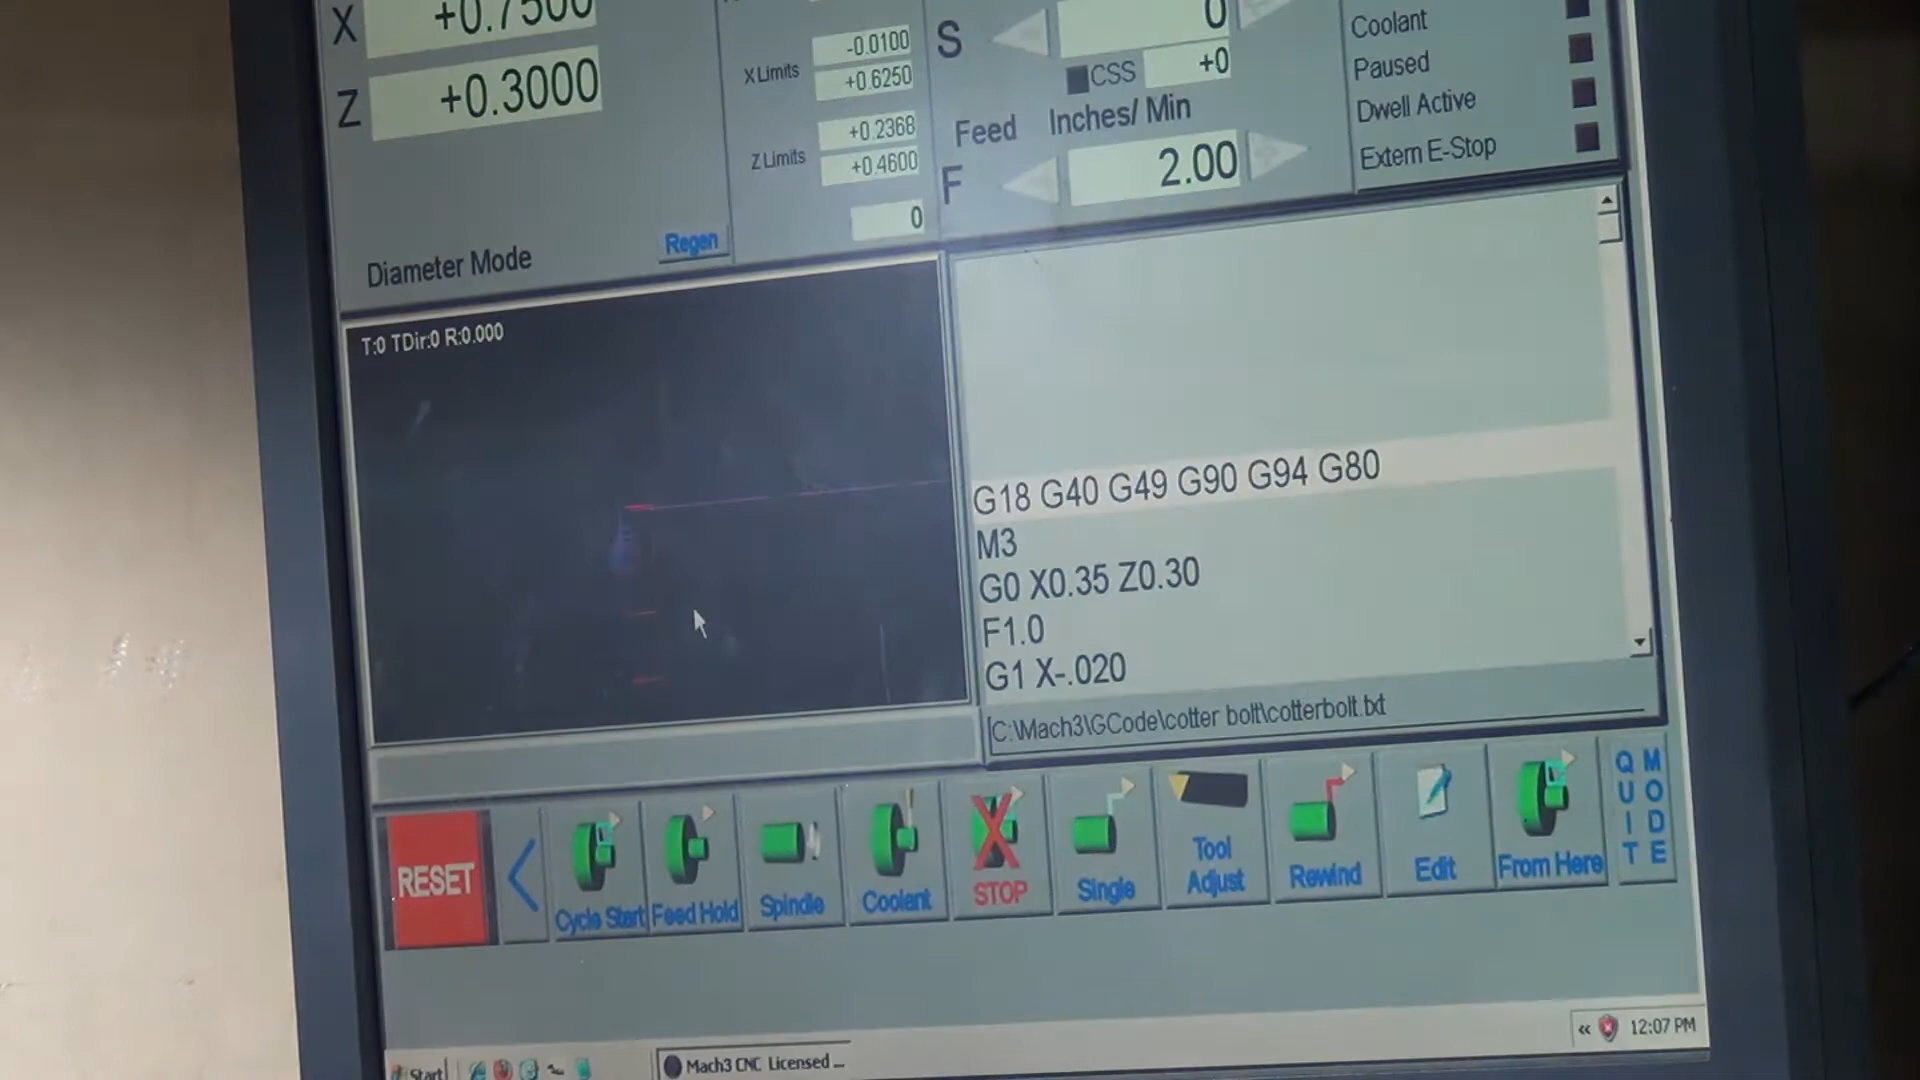 X +0.7500
Z +0.3000
Diameter Mode
Regen
X Limits
-0.0100
+0.6250
Z Limits
+0.2368
+0.4600
0
S 0
CSS +0
Feed Inches/ Min
F 2.00
Coolant
Paused
Dwell Active
Extern E-Stop
T:0 TDir:0 R:0.000
G18 G40 G49 G90 G94 G80
M3
G0 X0.35 Z0.30
F1.0
G1 X-.020
C:\Mach3\GCode\cotter bolt\cotterbolt.txt
RESET
Cycle Start
Feed Hold
Spindle
Coolant
STOP
Single
Tool
Adjust
Rewind
Edit
From Here
QUIT
MODE
Start
Mach3 CNC Licensed ...
« 12:07 PM